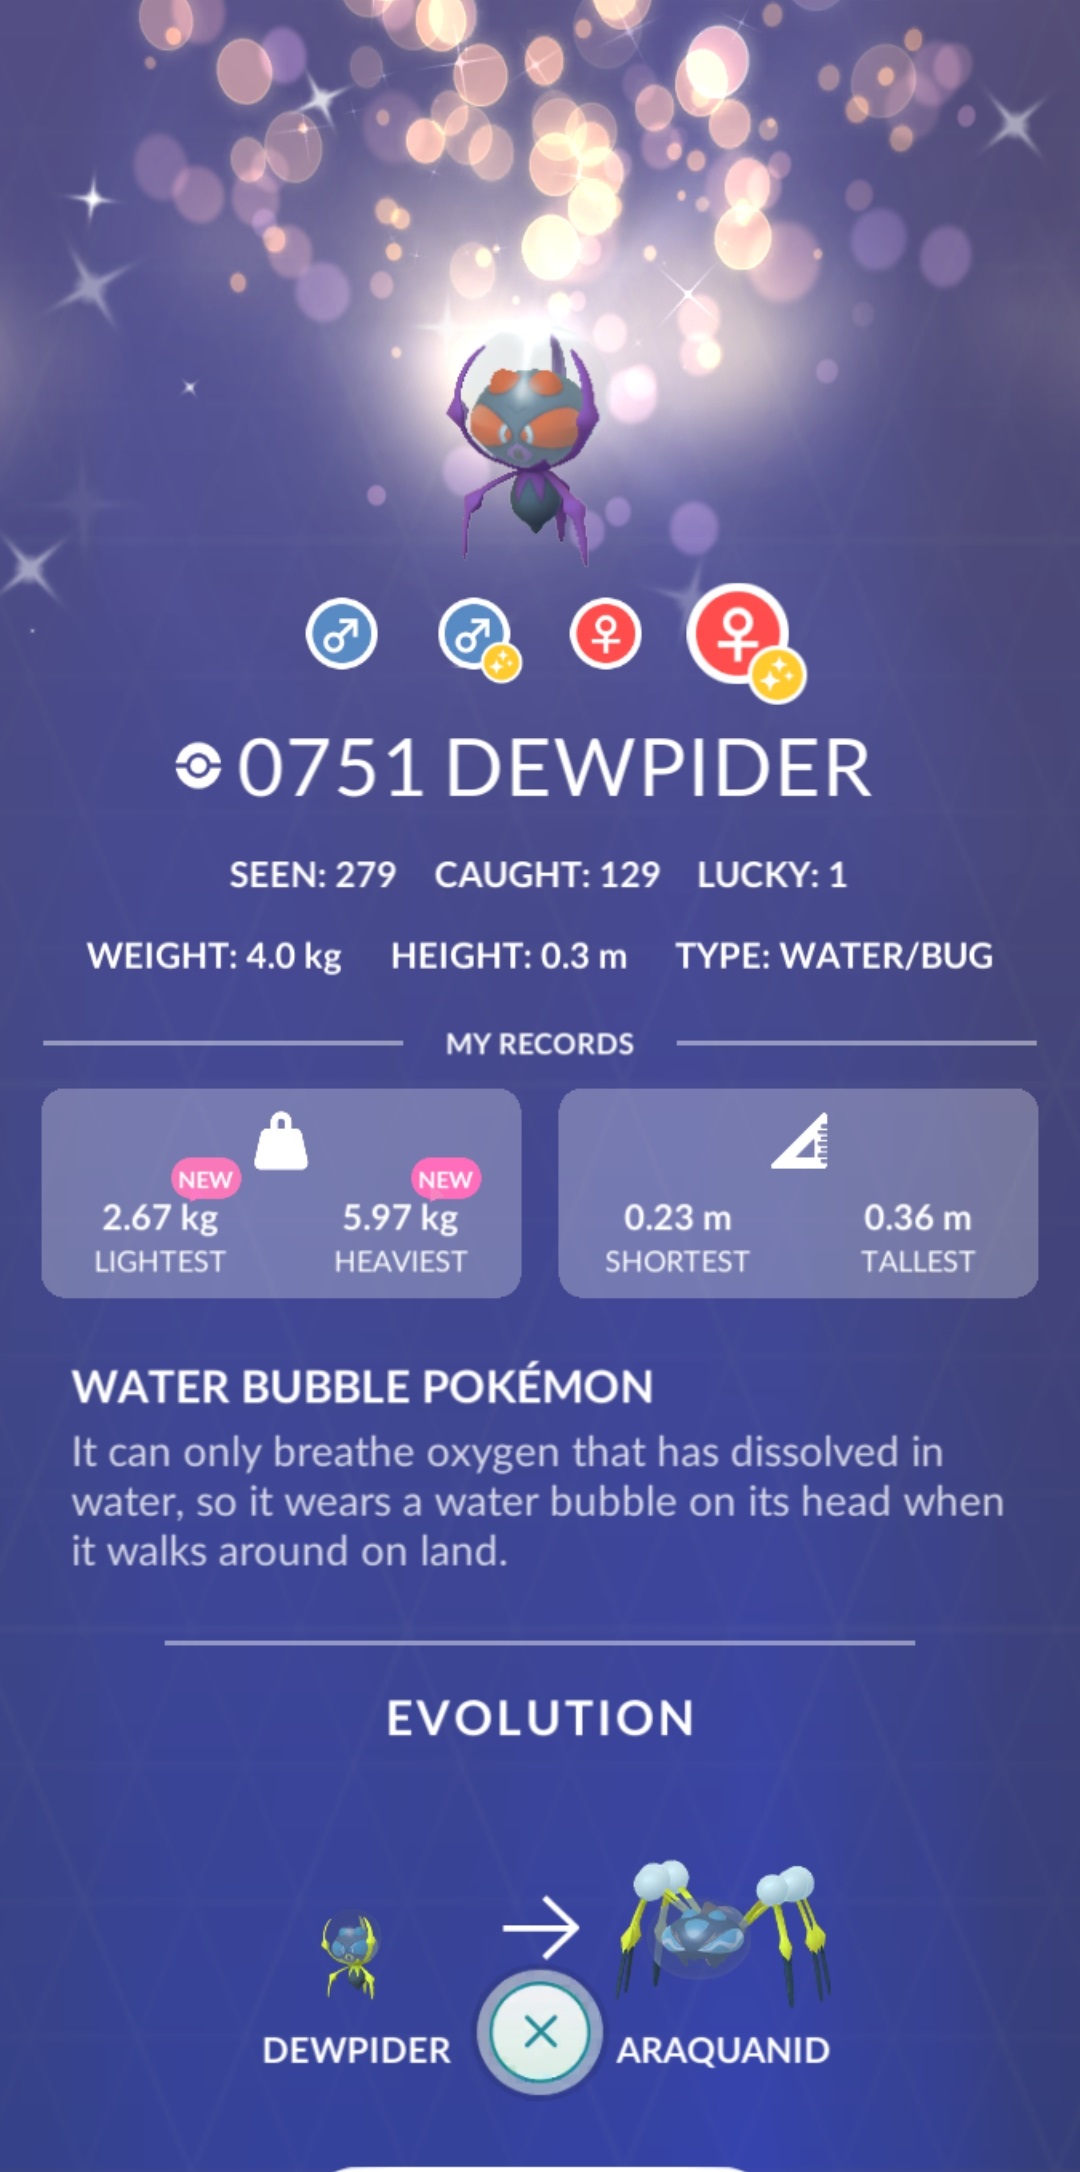 0751 DEWPIDER
SEEN: 279 CAUGHT: 129 LUCKY: 1
WEIGHT: 4.0 kg HEIGHT: 0.3 m TYPE: WATER/BUG
MY RECORDS
NEW NEW
2.67 kg 5.97 kg 0.23 m 0.36 m
LIGHTEST HEAVIEST SHORTEST TALLEST
WATER BUBBLE POKÉMON
It can only breathe oxygen that has dissolved in
water, so it wears a water bubble on its head when
it walks around on land.
EVOLUTION
DEWPIDER ARAQUANID